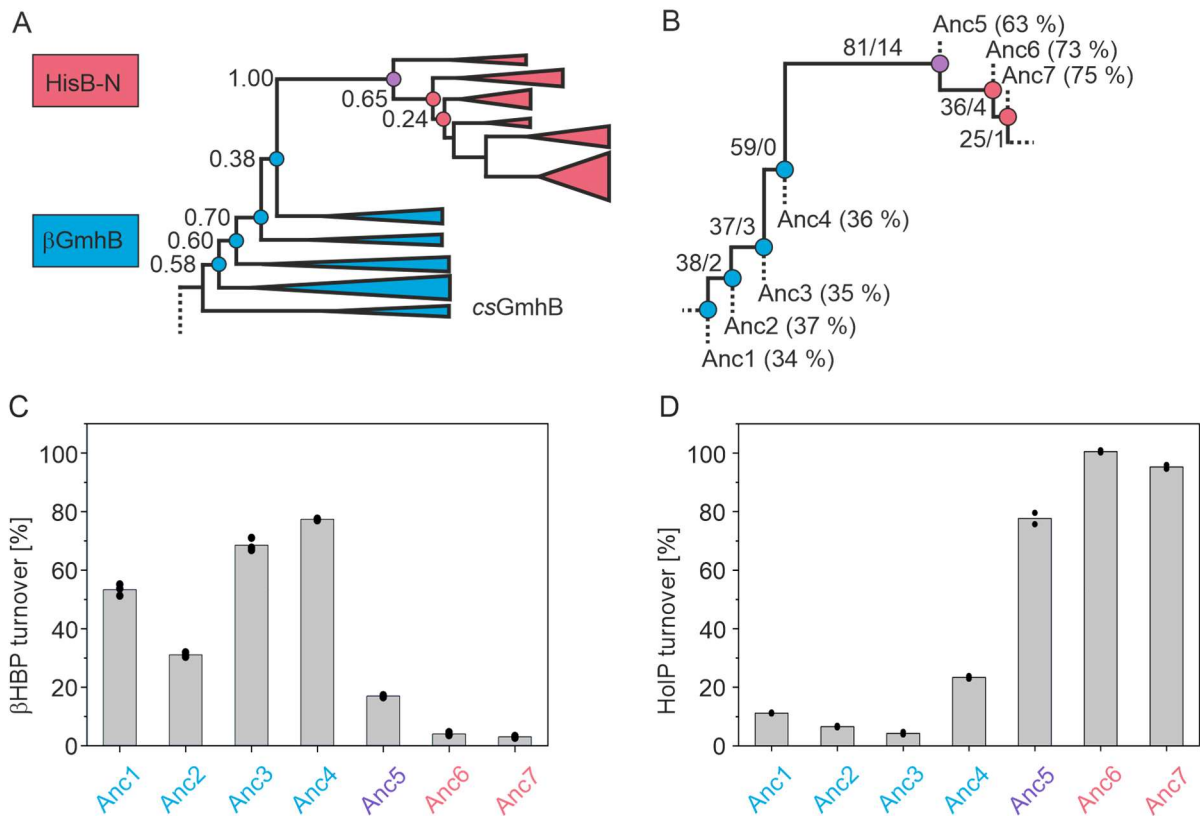 A
HisB-N
1.00
0.65
0.24
0.38
βGmhB
0.70
0.60
0.58
csGmhB
B
81/14
Anc5 (63 %)
Anc6 (73 %)
Anc7 (75 %)
36/4
25/1
59/0
Anc4 (36 %)
37/3
38/2
Anc3 (35 %)
Anc2 (37 %)
Anc1 (34 %)
C
βHBP turnover [%]
100
80
60
40
20
0
Anc1
Anc2
Anc3
Anc4
Anc5
Anc6
Anc7
D
HolP turnover [%]
100
80
60
40
20
0
Anc1
Anc2
Anc3
Anc4
Anc5
Anc6
Anc7